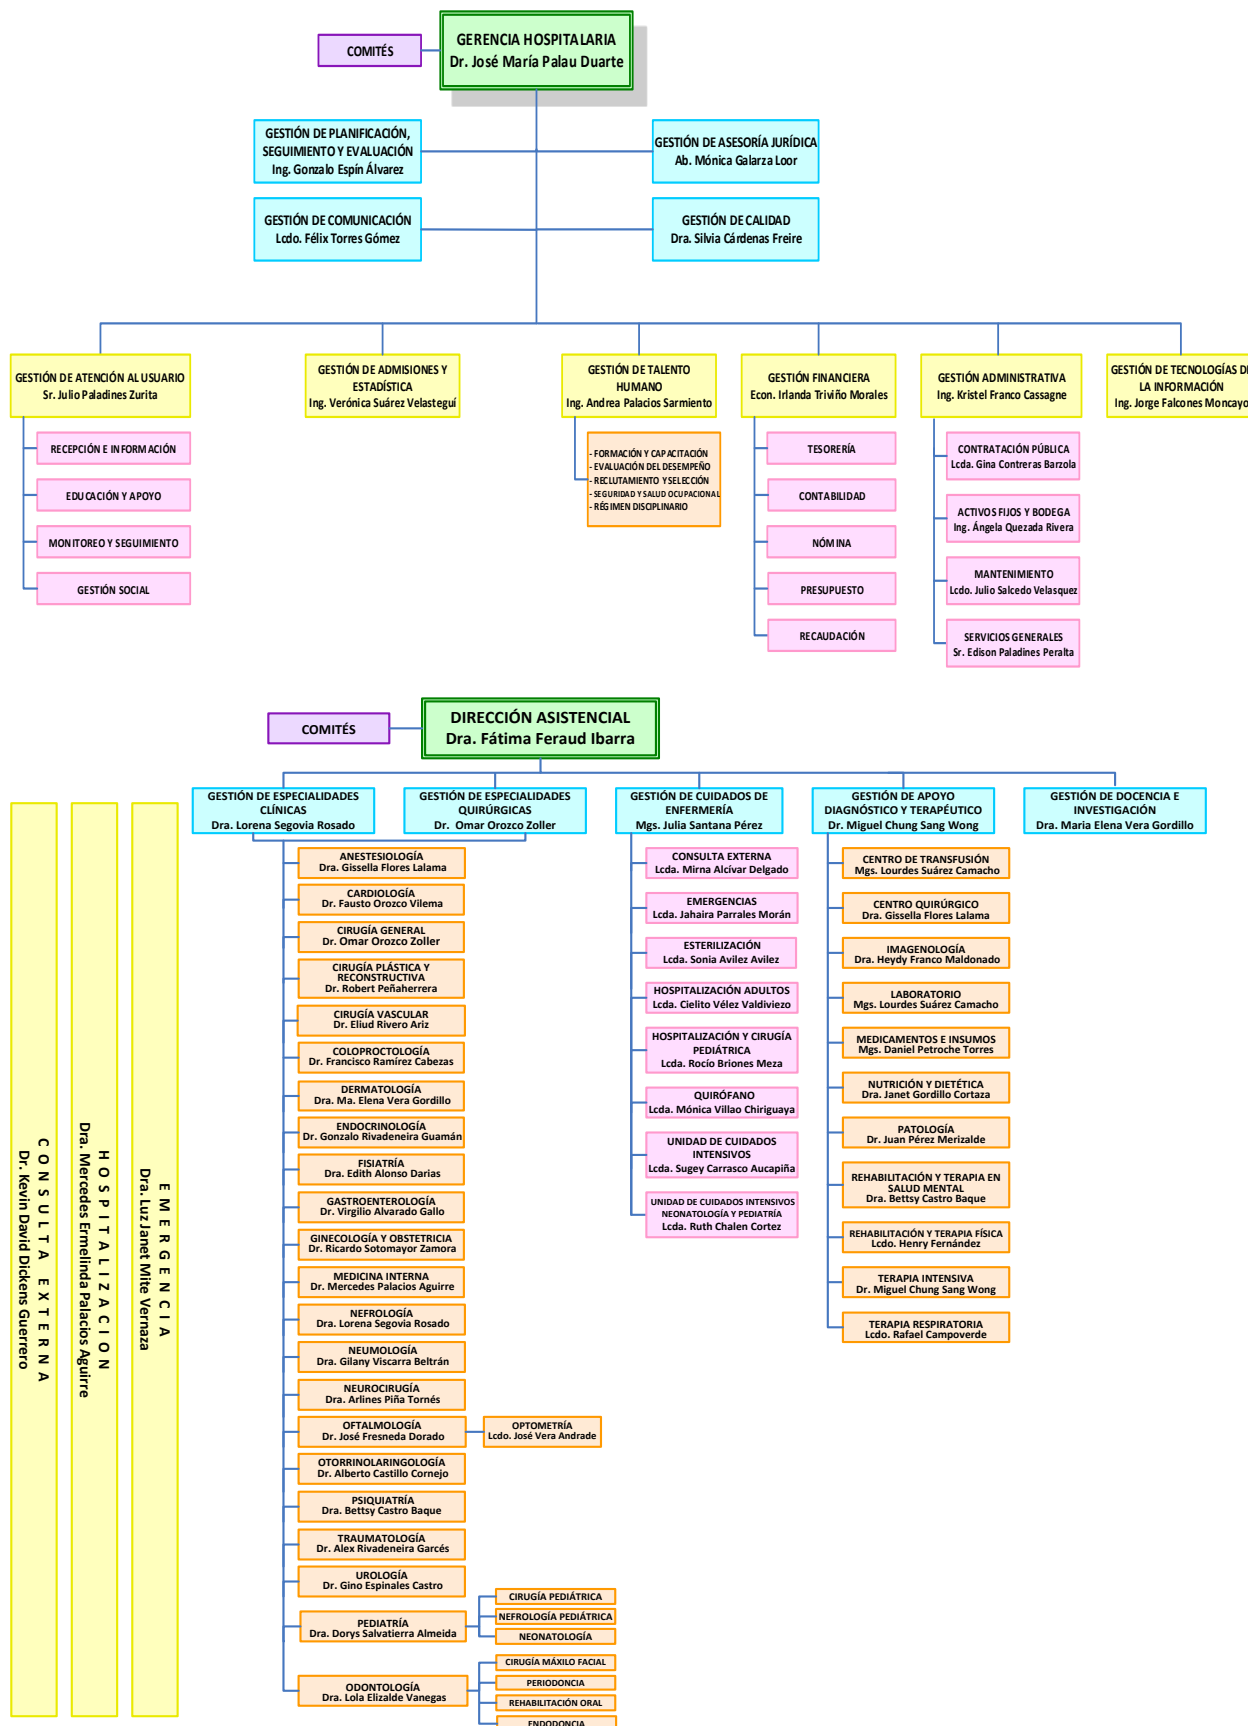 COMITÉS
GERENCIA HOSPITALARIA
Dr. José María Palau Duarte
GESTIÓN DE PLANIFICACIÓN,
SEGUIMIENTO Y EVALUACIÓN
Ing. Gonzalo Espín Álvarez
GESTIÓN DE ASESORÍA JURÍDICA
Ab. Mónica Galarza Loor
GESTIÓN DE COMUNICACIÓN
Lcdo. Félix Torres Gómez
GESTIÓN DE CALIDAD
Dra. Silvia Cárdenas Freire
GESTIÓN DE ATENCIÓN AL USUARIO
Sr. Julio Paladines Zurita
RECEPCIÓN E INFORMACIÓN
EDUCACIÓN Y APOYO
MONITOREO Y SEGUIMIENTO
GESTIÓN SOCIAL
GESTIÓN DE ADMISIONES Y
ESTADÍSTICA
Ing. Verónica Suárez Velasteguí
GESTIÓN DE TALENTO
HUMANO
Ing. Andrea Palacios Sarmiento
- FORMACIÓN Y CAPACITACIÓN
- EVALUACIÓN DEL DESEMPEÑO
- RECLUTAMIENTO Y SELECCIÓN
- SEGURIDAD Y SALUD OCUPACIONAL
- RÉGIMEN DISCIPLINARIO
GESTIÓN FINANCIERA
Econ. Irlanda Triviño Morales
TESORERÍA
CONTABILIDAD
NÓMINA
PRESUPUESTO
RECAUDACIÓN
GESTIÓN ADMINISTRATIVA
Ing. Kristel Franco Cassagne
CONTRATACIÓN PÚBLICA
Lcda. Gina Contreras Barzola
ACTIVOS FIJOS Y BODEGA
Ing. Ángela Quezada Rivera
MANTENIMIENTO
Lcdo. Julio Salcedo Velasquez
SERVICIOS GENERALES
Sr. Edison Paladines Peralta
GESTIÓN DE TECNOLOGÍAS DE
LA INFORMACIÓN
Ing. Jorge Falcones Moncayo
COMITÉS
DIRECCIÓN ASISTENCIAL
Dra. Fátima Feraud Ibarra
CONSULTA EXTERNA
Dr. Kevin David Dickens Guerrero
HOSPITALIZACION
Dra. Mercedes Ermelinda Palacios Aguirre
EMERGENCIA
Dra. Luz Janet Mite Vernaza
GESTIÓN DE ESPECIALIDADES
CLÍNICAS
Dra. Lorena Segovia Rosado
GESTIÓN DE ESPECIALIDADES
QUIRÚRGICAS
Dr. Omar Orozco Zoller
ANESTESIOLOGÍA
Dra. Gissella Flores Lalama
CARDIOLOGÍA
Dr. Fausto Orozco Vilema
CIRUGÍA GENERAL
Dr. Omar Orozco Zoller
CIRUGÍA PLÁSTICA Y
RECONSTRUCTIVA
Dr. Robert Peñaherrera
CIRUGÍA VASCULAR
Dr. Eliud Rivero Ariz
COLOPROCTOLOGÍA
Dr. Francisco Ramírez Cabezas
DERMATOLOGÍA
Dra. Ma. Elena Vera Gordillo
ENDOCRINOLOGÍA
Dr. Gonzalo Rivadeneira Guamán
FISIATRÍA
Dra. Edith Alonso Darias
GASTROENTEROLOGÍA
Dr. Virgilio Alvarado Gallo
GINECOLOGÍA Y OBSTETRICIA
Dr. Ricardo Sotomayor Zamora
MEDICINA INTERNA
Dr. Mercedes Palacios Aguirre
NEFROLOGÍA
Dra. Lorena Segovia Rosado
NEUMOLOGÍA
Dra. Gilany Viscarra Beltrán
NEUROCIRUGÍA
Dra. Arlines Piña Tornés
OFTALMOLOGÍA
Dr. José Fresneda Dorado
OPTOMETRÍA
Lcdo. José Vera Andrade
OTORRINOLARINGOLOGÍA
Dr. Alberto Castillo Cornejo
PSIQUIATRÍA
Dra. Bettsy Castro Baque
TRAUMATOLOGÍA
Dr. Alex Rivadeneira Garcés
UROLOGÍA
Dr. Gino Espinales Castro
PEDIATRÍA
Dra. Dorys Salvatierra Almeida
CIRUGÍA PEDIÁTRICA
NEFROLOGÍA PEDIÁTRICA
NEONATOLOGÍA
ODONTOLOGÍA
Dra. Lola Elizalde Vanegas
CIRUGÍA MÁXILO FACIAL
PERIODONCIA
REHABILITACIÓN ORAL
ENDODONCIA
GESTIÓN DE CUIDADOS DE
ENFERMERÍA
Mgs. Julia Santana Pérez
CONSULTA EXTERNA
Lcda. Mirna Alcívar Delgado
EMERGENCIAS
Lcda. Jahaira Parrales Morán
ESTERILIZACIÓN
Lcda. Sonia Avilez Avilez
HOSPITALIZACIÓN ADULTOS
Lcda. Cielito Vélez Valdiviezo
HOSPITALIZACIÓN Y CIRUGÍA
PEDIÁTRICA
Lcda. Rocío Briones Meza
QUIRÓFANO
Lcda. Mónica Villao Chiriguaya
UNIDAD DE CUIDADOS
INTENSIVOS
Lcda. Sugey Carrasco Aucapiña
UNIDAD DE CUIDADOS INTENSIVOS
NEONATOLOGÍA Y PEDIATRÍA
Lcda. Ruth Chalen Cortez
GESTIÓN DE APOYO
DIAGNÓSTICO Y TERAPÉUTICO
Dr. Miguel Chung Sang Wong
CENTRO DE TRANSFUSIÓN
Mgs. Lourdes Suárez Camacho
CENTRO QUIRÚRGICO
Dra. Gissella Flores Lalama
IMAGENOLOGÍA
Dra. Heydy Franco Maldonado
LABORATORIO
Mgs. Lourdes Suárez Camacho
MEDICAMENTOS E INSUMOS
Mgs. Daniel Petroche Torres
NUTRICIÓN Y DIETÉTICA
Dra. Janet Gordillo Cortaza
PATOLOGÍA
Dr. Juan Pérez Merizalde
REHABILITACIÓN Y TERAPIA EN
SALUD MENTAL
Dra. Bettsy Castro Baque
REHABILITACIÓN Y TERAPIA FÍSICA
Lcdo. Henry Fernández
TERAPIA INTENSIVA
Dr. Miguel Chung Sang Wong
TERAPIA RESPIRATORIA
Lcdo. Rafael Campoverde
GESTIÓN DE DOCENCIA E
INVESTIGACIÓN
Dra. Maria Elena Vera Gordillo